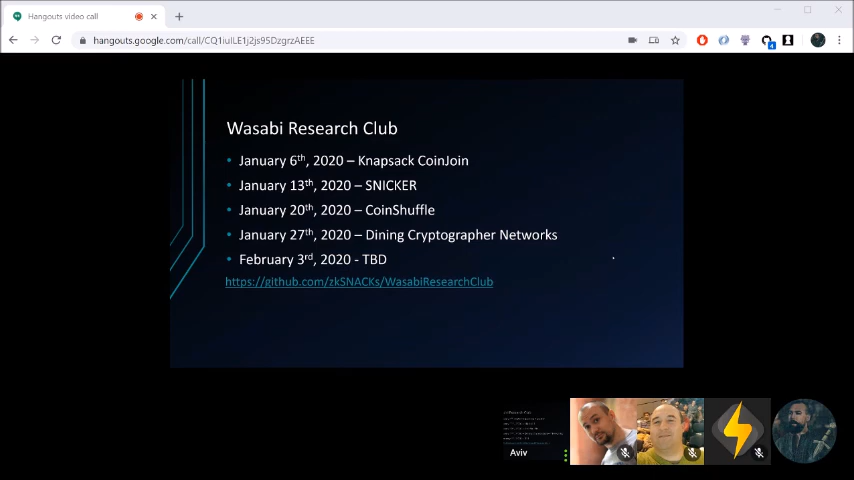 Hangouts video call
hangouts.google.com/call/CQ1iuILE1j2js95DzgrzAEEE
4
Wasabi Research Club
• January 6th, 2020 – Knapsack CoinJoin
• January 13th, 2020 – SNICKER
• January 20th, 2020 – CoinShuffle
• January 27th, 2020 – Dining Cryptographer Networks
• February 3rd, 2020 - TBD
https://github.com/zkSNACKs/WasabiResearchClub
Aviv